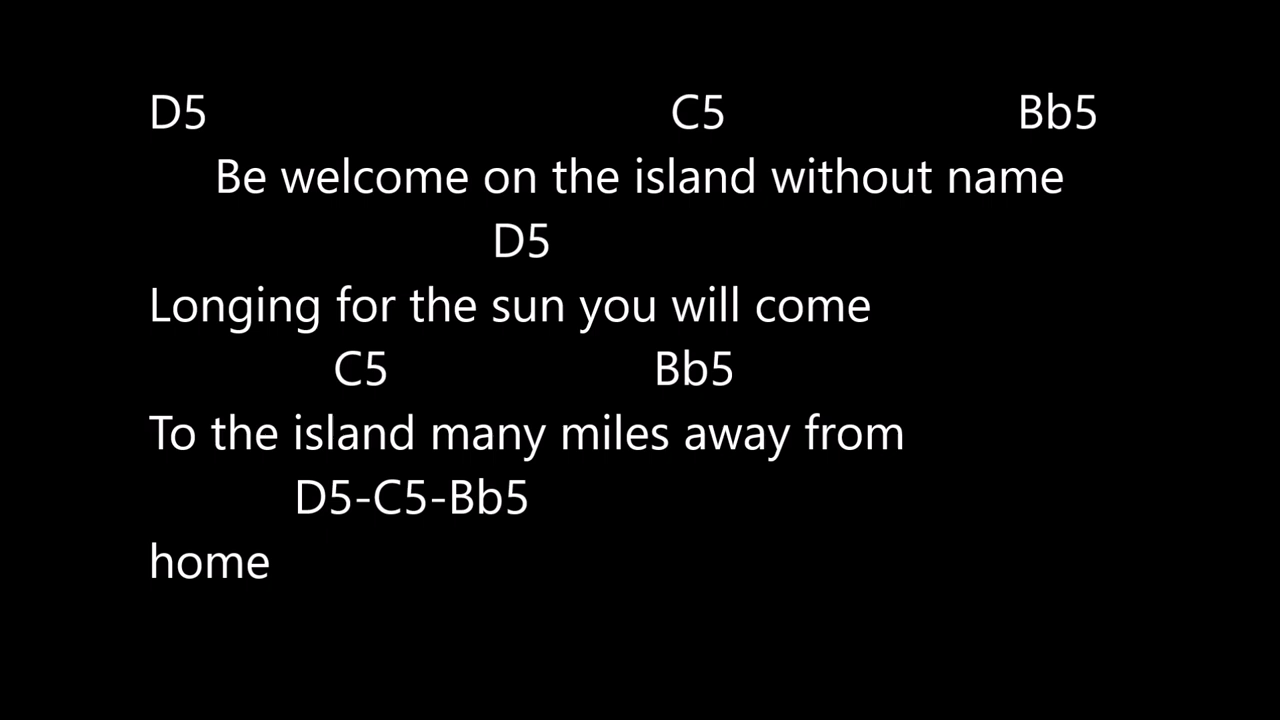 D5 C5 Bb5
Be welcome on the island without name
D5
Longing for the sun you will come
C5 Bb5
To the island many miles away from
D5-C5-Bb5
home